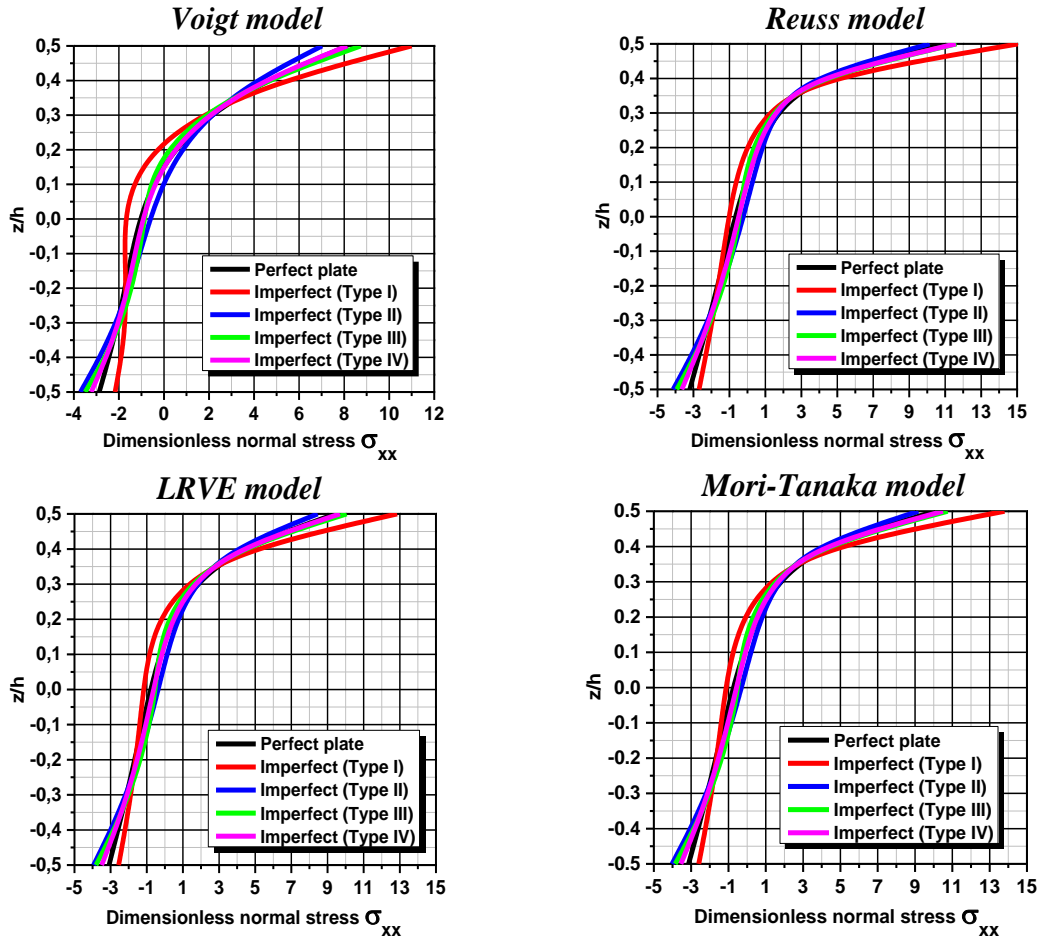 Voigt model
0,5
0,4
0,3
0,2
0,1
0,0
-0,1
-0,2
-0,3
-0,4
-0,5
z/h
Perfect plate
Imperfect (Type I)
Imperfect (Type II)
Imperfect (Type III)
Imperfect (Type IV)
-4 -2 0 2 4 6 8 10 12
Dimensionless normal stress σxx
Reuss model
0,5
0,4
0,3
0,2
0,1
0,0
-0,1
-0,2
-0,3
-0,4
-0,5
z/h
Perfect plate
Imperfect (Type I)
Imperfect (Type II)
Imperfect (Type III)
Imperfect (Type IV)
-5 -3 -1 1 3 5 7 9 11 13 15
Dimensionless normal stress σxx
LRVE model
0,5
0,4
0,3
0,2
0,1
0,0
-0,1
-0,2
-0,3
-0,4
-0,5
z/h
Perfect plate
Imperfect (Type I)
Imperfect (Type II)
Imperfect (Type III)
Imperfect (Type IV)
-5 -3 -1 1 3 5 7 9 11 13 15
Dimensionless normal stress σxx
Mori-Tanaka model
0.5
0.4
0.3
0.2
0.1
0.0
-0.1
-0.2
-0.3
-0.4
-0.5
z/h
Perfect plate
Imperfect (Type I)
Imperfect (Type II)
Imperfect (Type III)
Imperfect (Type IV)
-5 -3 -1 1 3 5 7 9 11 13 15
Dimensionless normal stress σxx